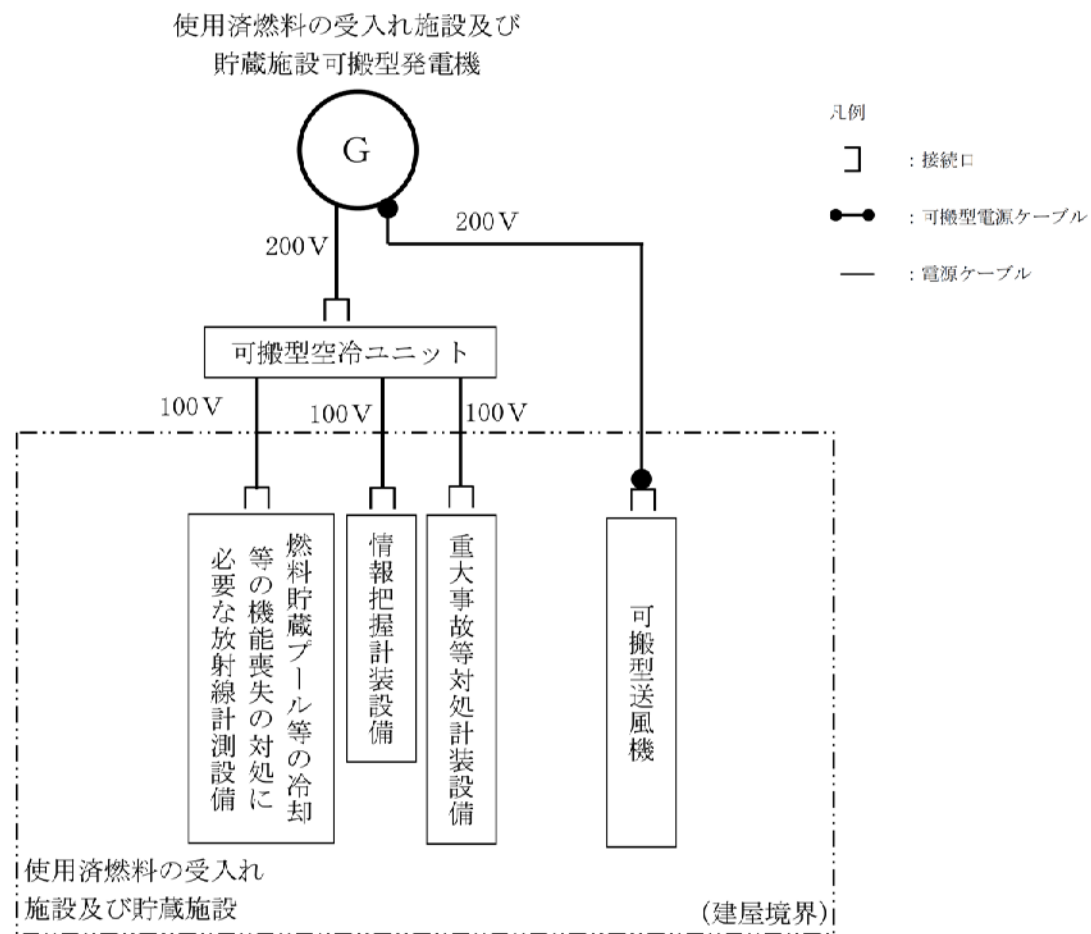 使用済燃料の受入れ施設及び
貯蔵施設可搬型発電機
G
凡例
：接続口
：可搬型電源ケーブル
：電源ケーブル
200V
200V
可搬型空冷ユニット
100V
100V
100V
燃料貯蔵プール等の冷却
等の機能喪失の対処に
必要な放射線計測設備
情報把握計装設備
重大事故等対処計装設備
可搬型送風機
使用済燃料の受入れ
施設及び貯蔵施設
(建屋境界)